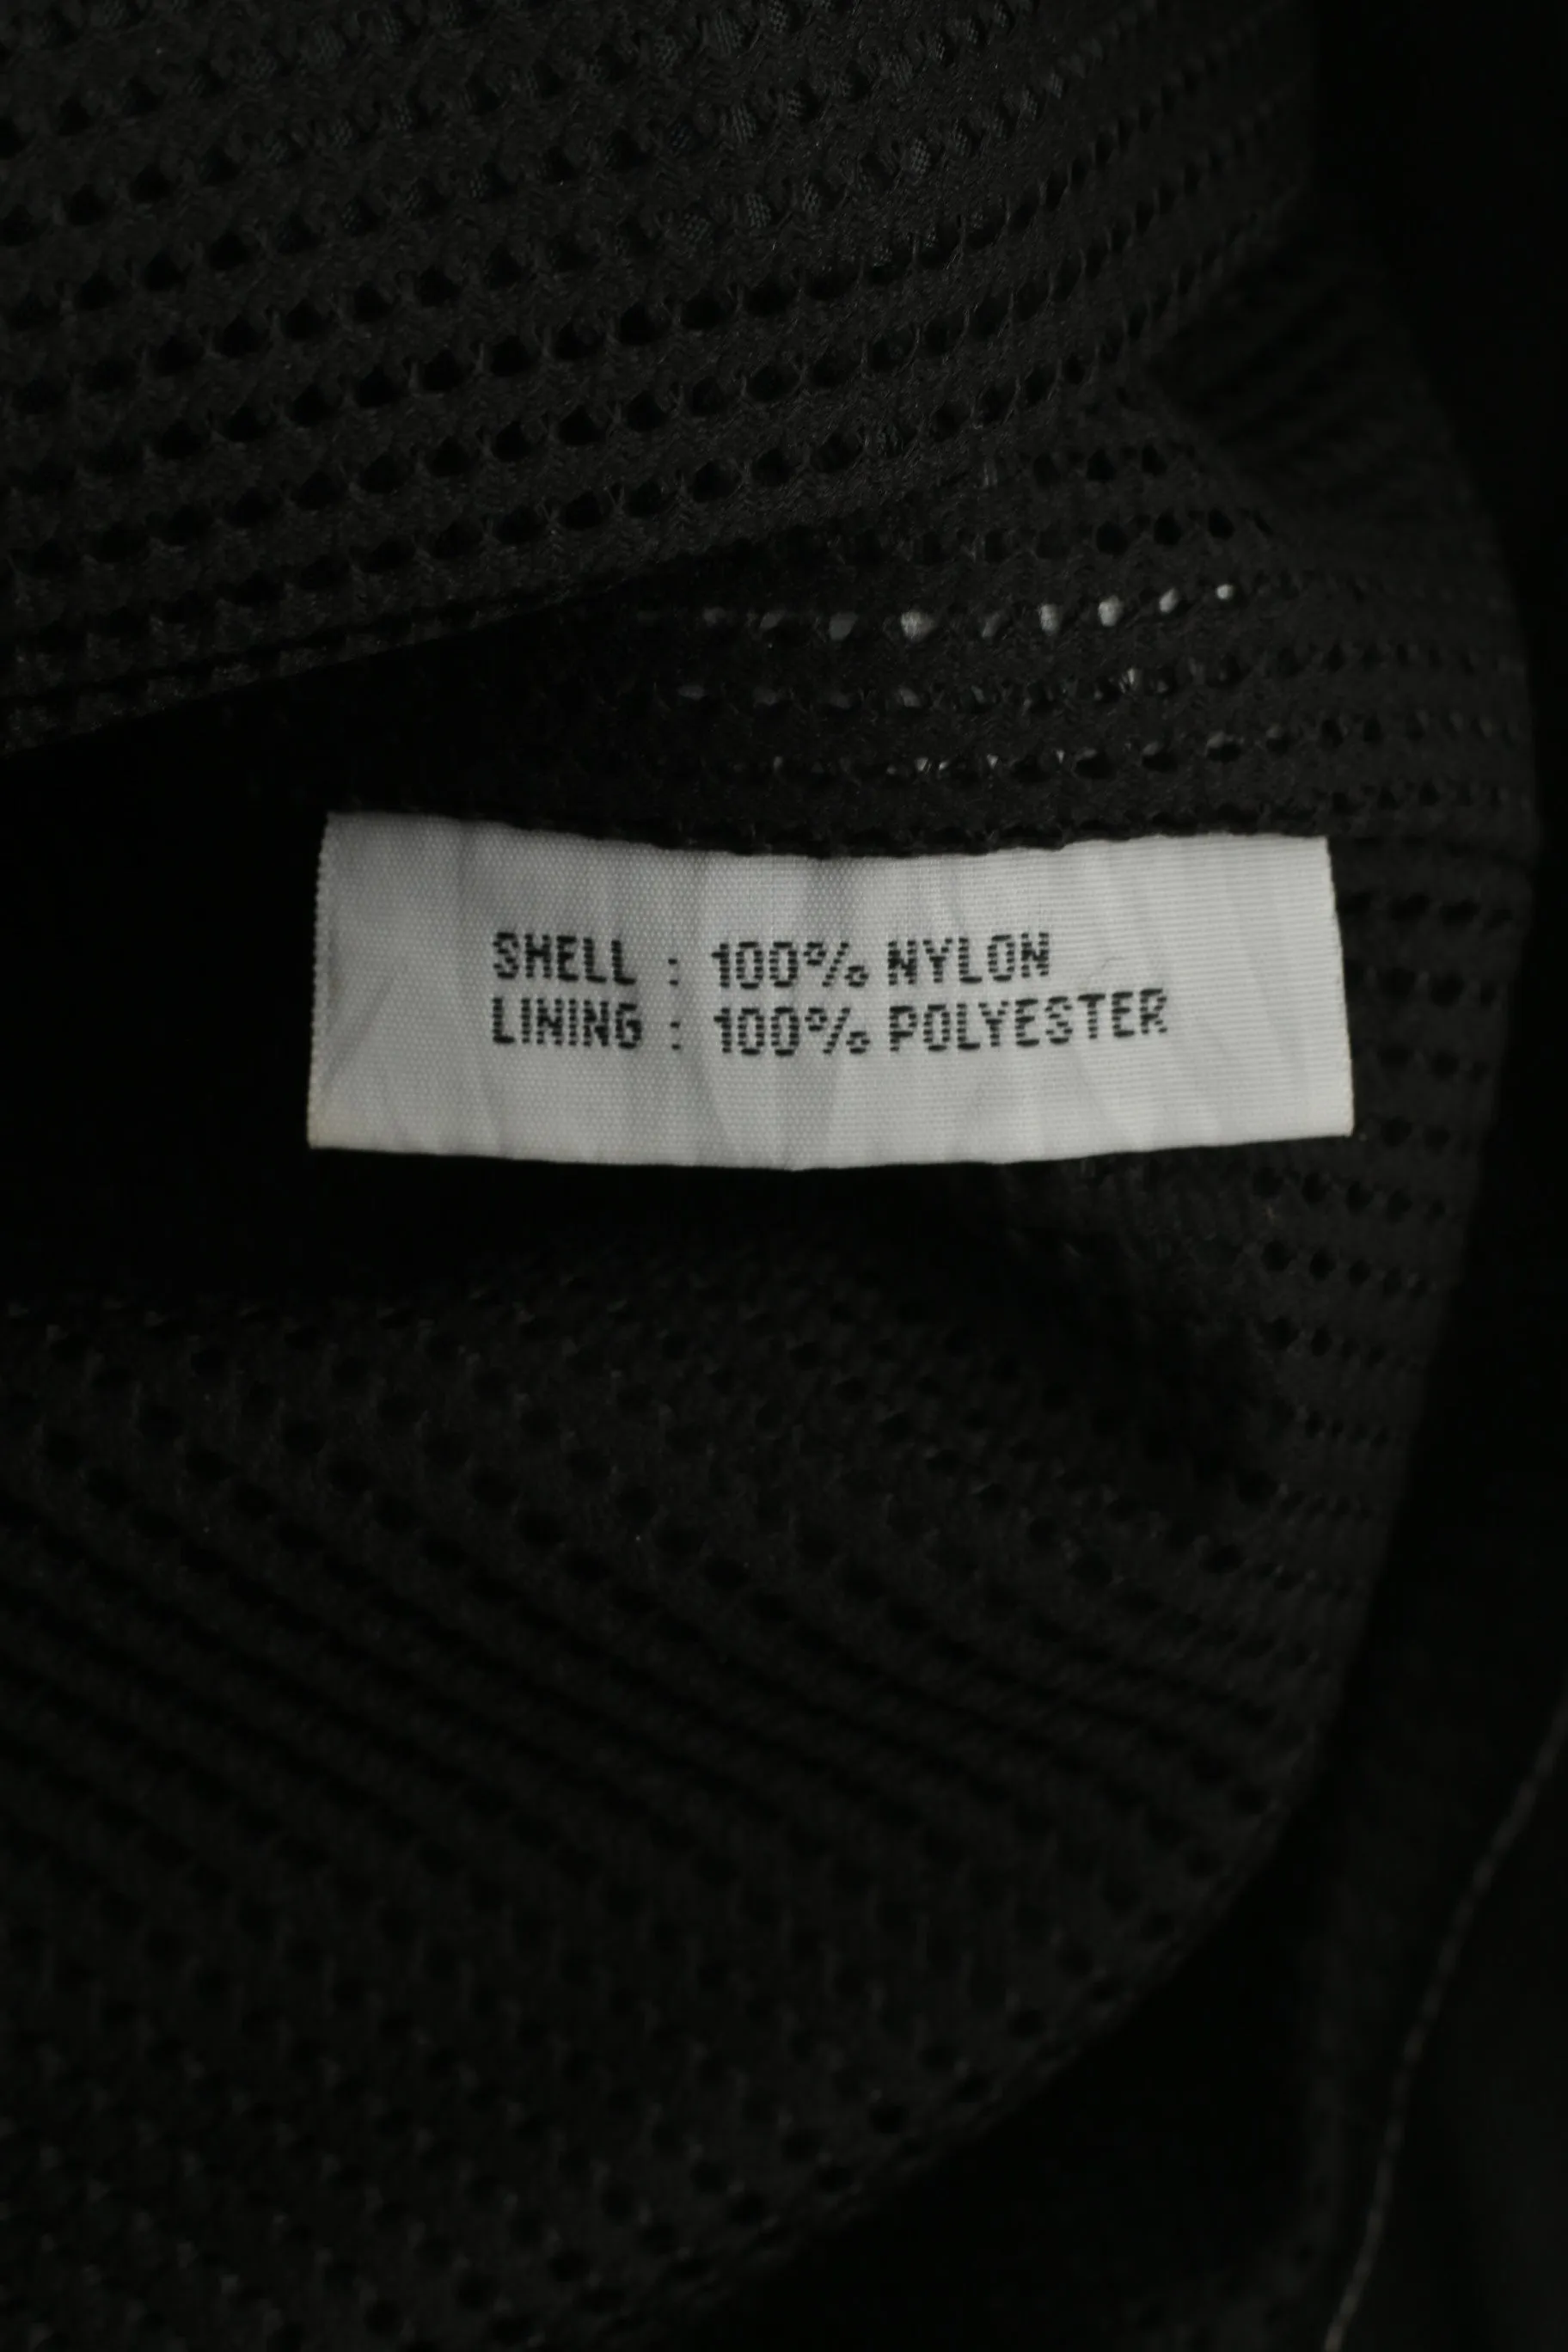 SHELL : 100% NYLON
LINING : 100% POLYESTER